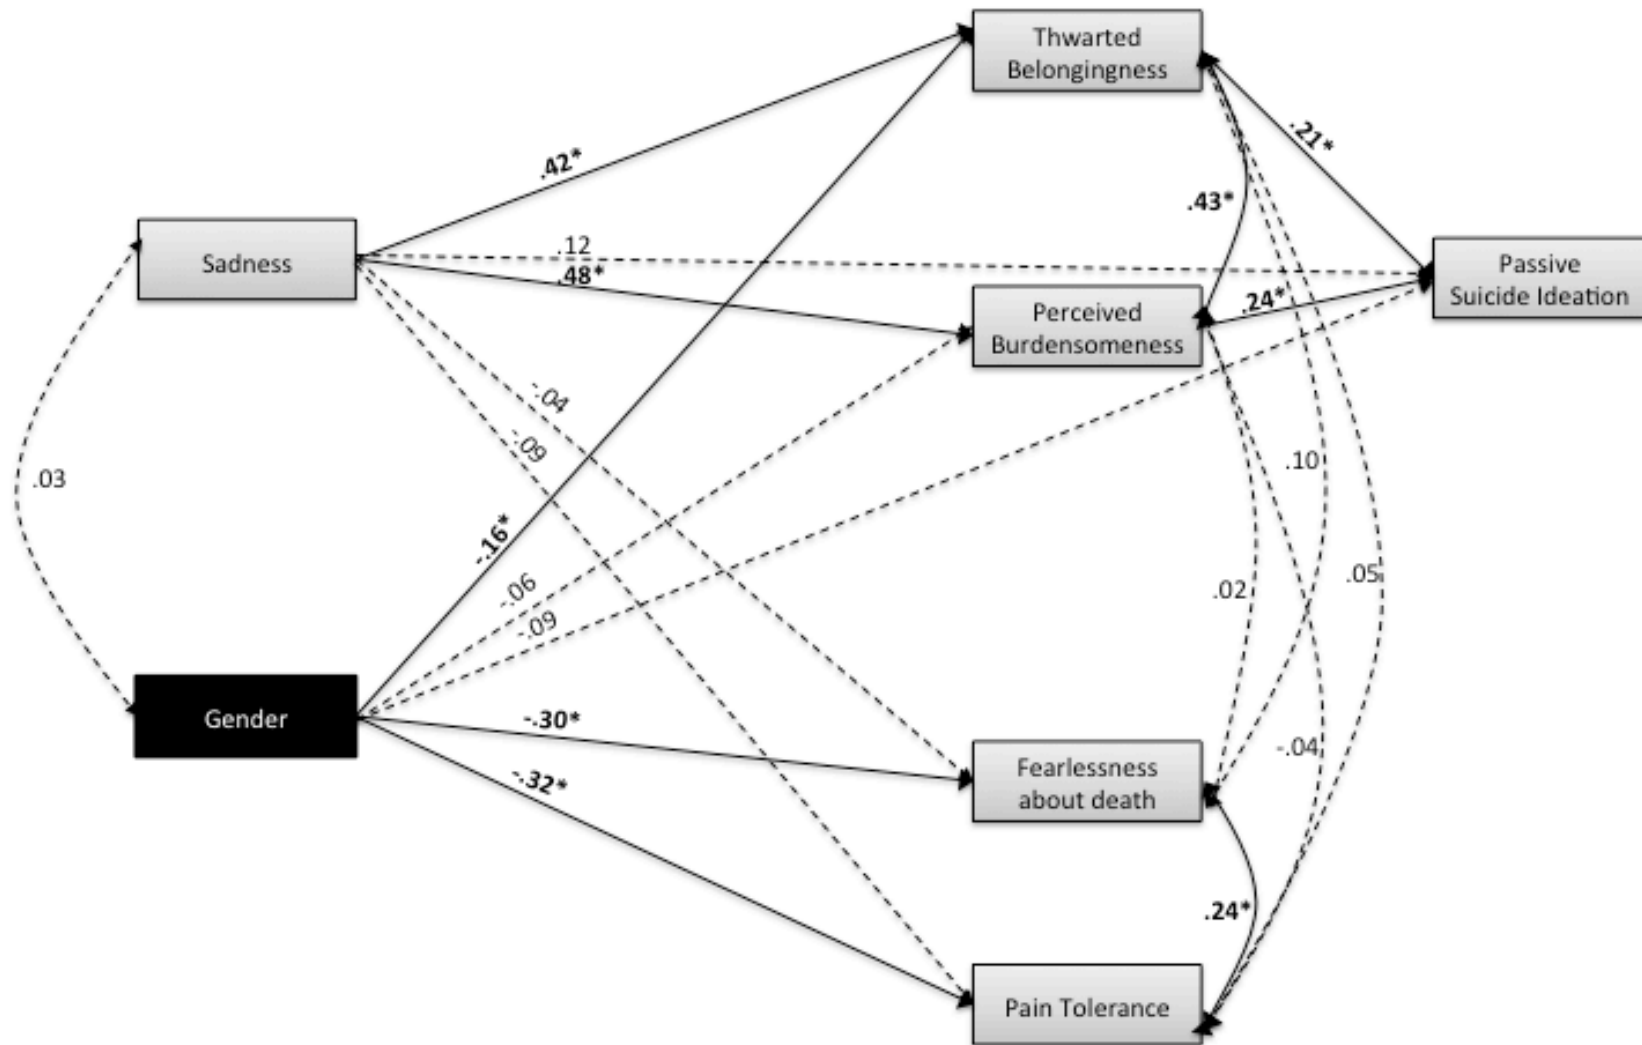 Thwarted
Belongingness
.21*
.42*
.43*
Sadness
.12
.48*
Perceived
Burdensomeness
.24*
Passive
Suicide Ideation
-.04
-.09
.03
.10
-.16*
-.06
-.09
.02
.05
Gender
-.30*
-.32*
Fearlessness
about death
-.04
.24*
Pain Tolerance